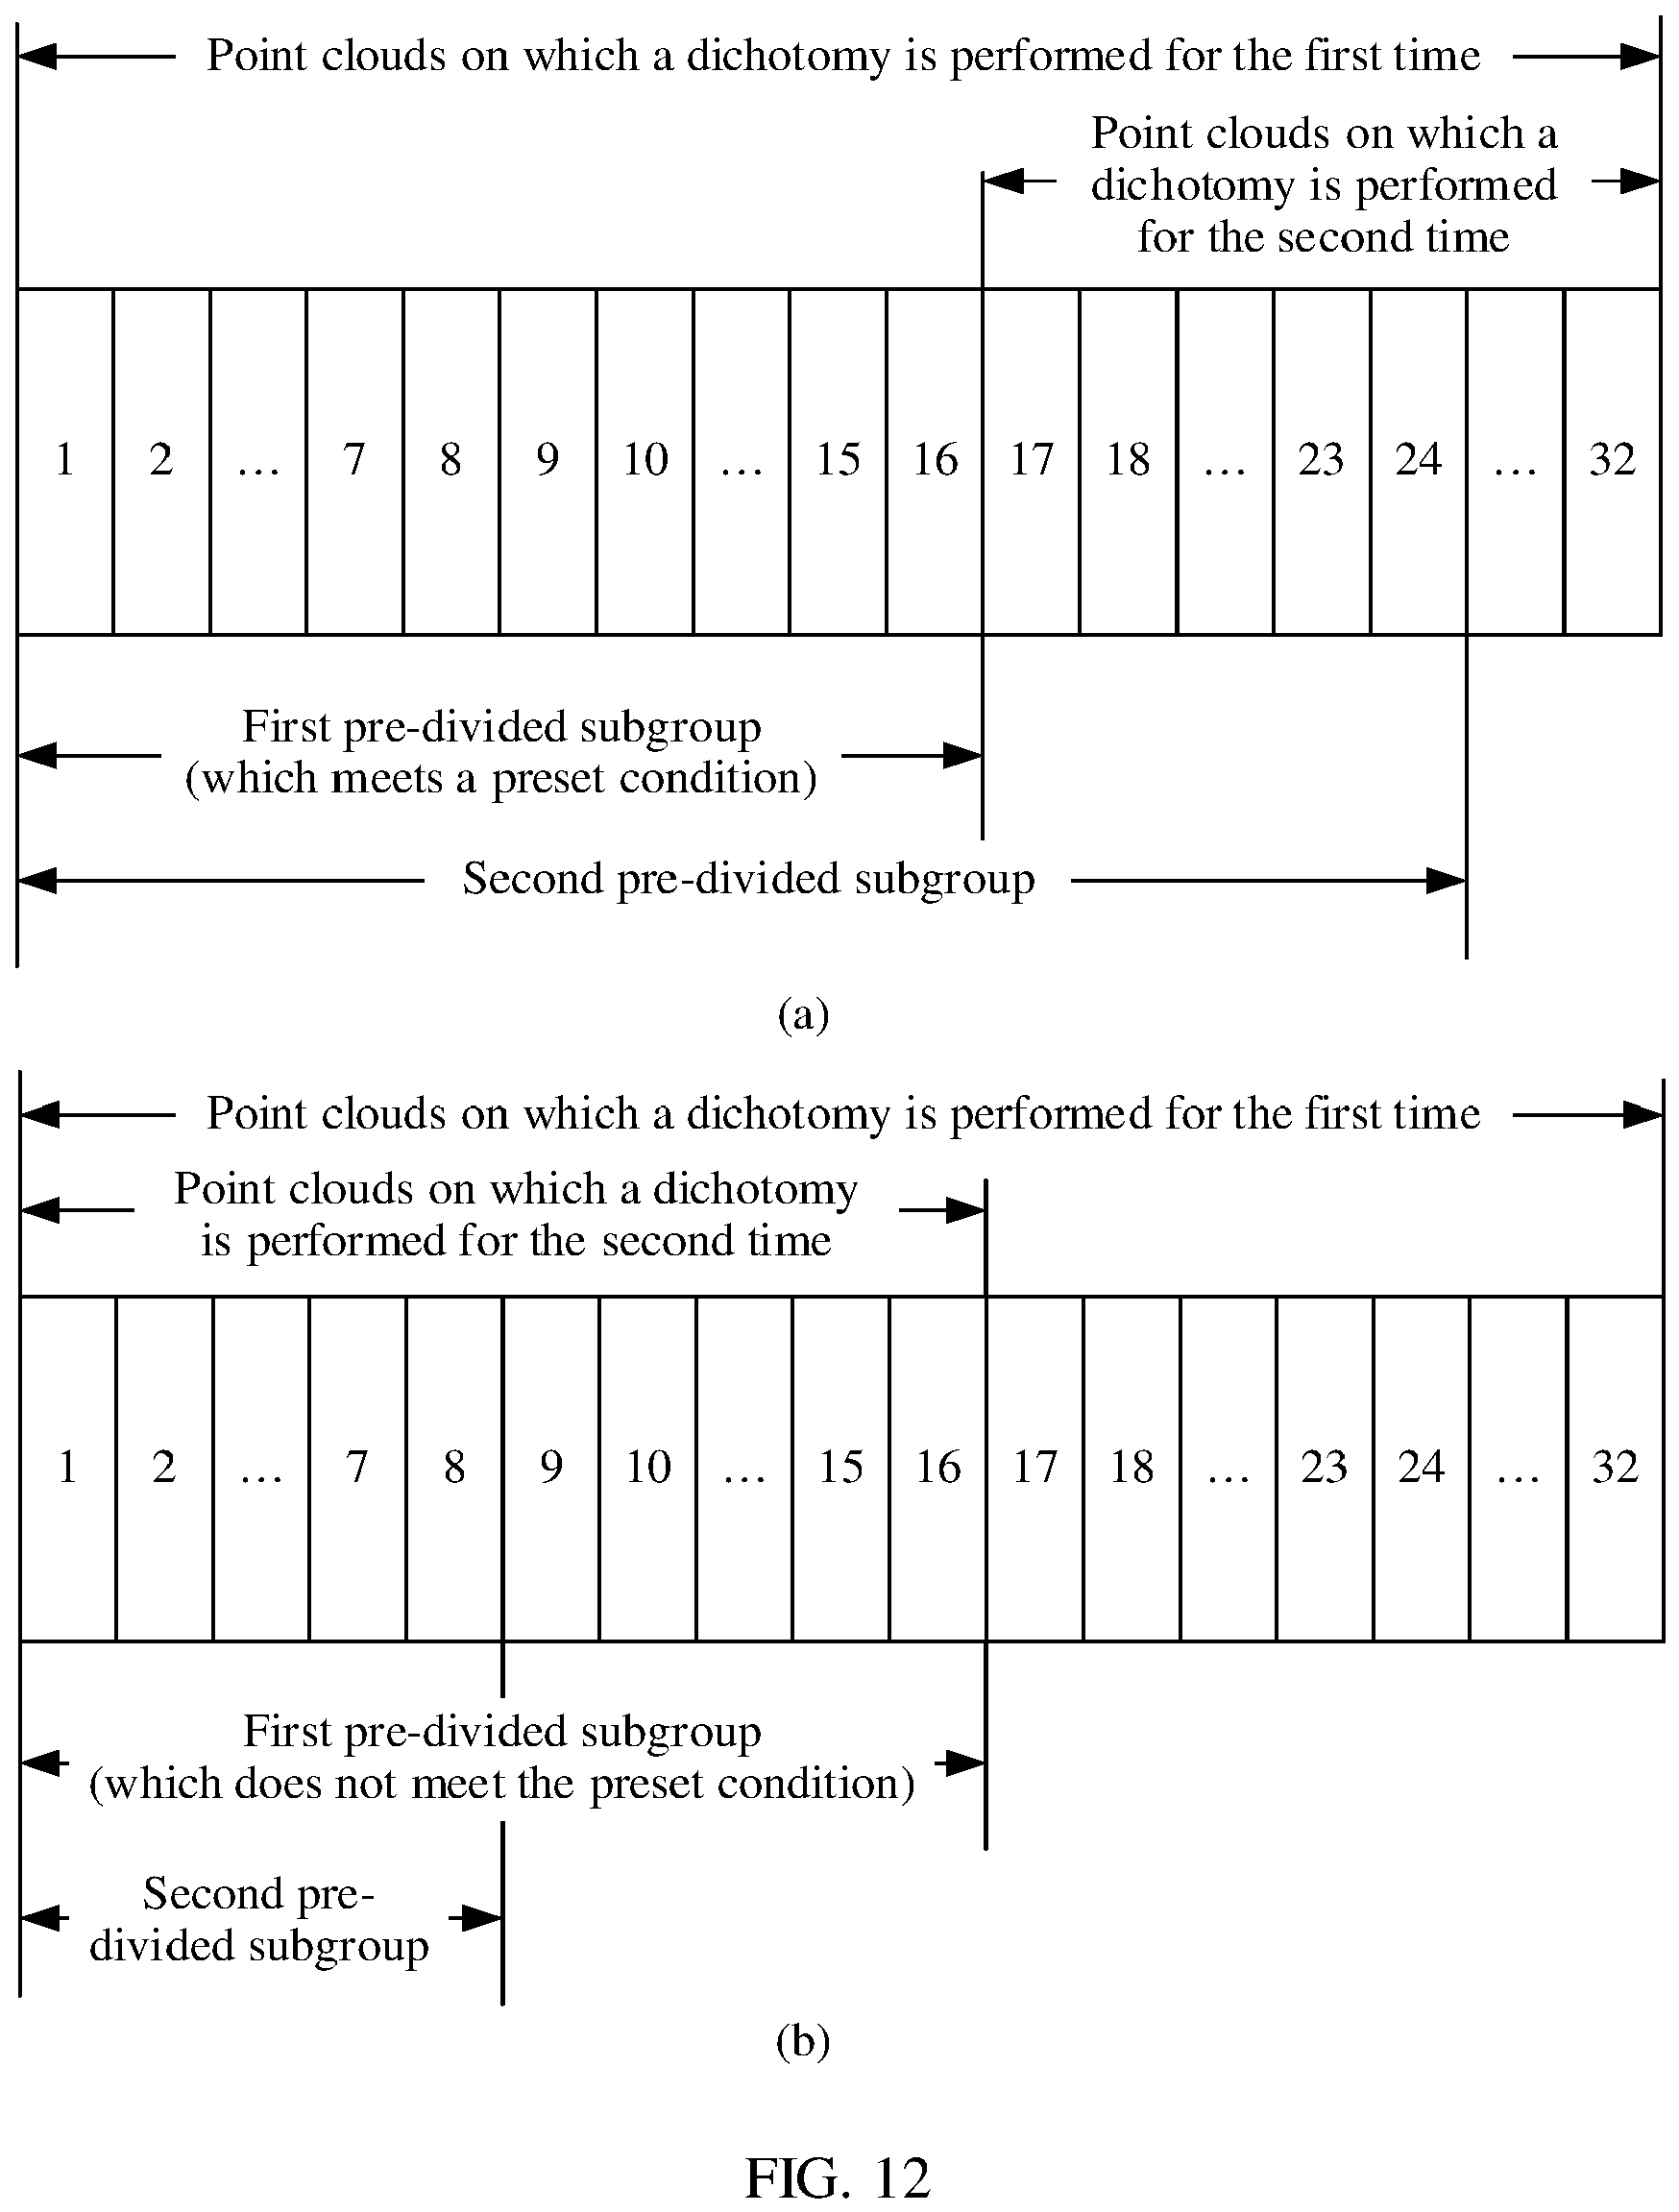 Point clouds on which a dichotomy is performed for the first time
Point clouds on which a
dichotomy is performed
for the second time
1 2 … 7 8 9 10 … 15 16 17 18 … 23 24 … 32
First pre-divided subgroup
(which meets a preset condition)
Second pre-divided subgroup
(a)
Point clouds on which a dichotomy is performed for the first time
Point clouds on which a dichotomy
is performed for the second time
1 2 … 7 8 9 10 … 15 16 17 18 … 23 24 … 32
First pre-divided subgroup
(which does not meet the preset condition)
Second pre-
divided subgroup
(b)
FIG. 12